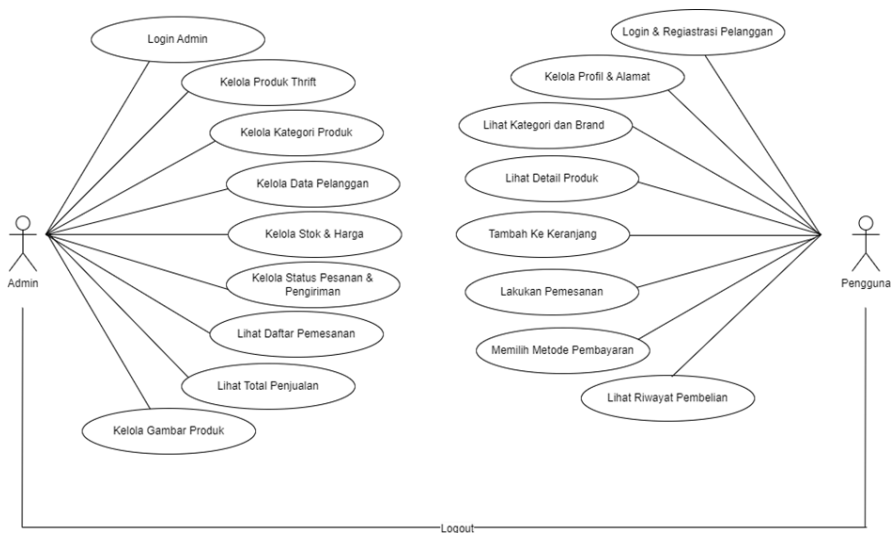 Login Admin
Kelola Produk Thrift
Kelola Kategori Produk
Kelola Data Pelanggan
Kelola Stok & Harga
Kelola Status Pesanan &
Pengiriman
Lihat Daftar Pemesanan
Lihat Total Penjualan
Kelola Gambar Produk
Admin
Login & Regiastrasi Pelanggan
Kelola Profil & Alamat
Lihat Kategori dan Brand
Lihat Detail Produk
Tambah Ke Keranjang
Lakukan Pemesanan
Memilih Metode Pembayaran
Lihat Riwayat Pembelian
Pengguna
Logout